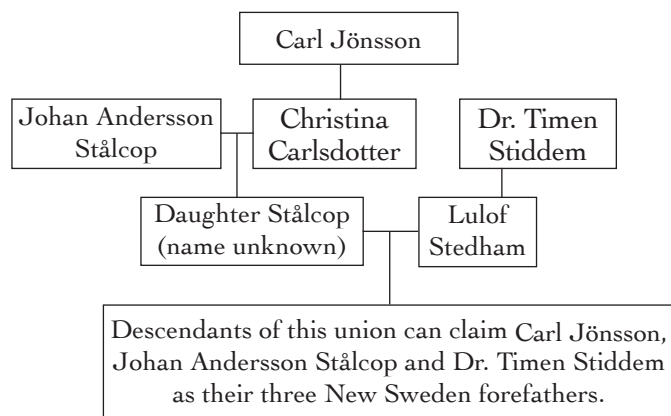 Carl Jönsson
Johan Andersson
Stålcop
Christina
Carlsdotter
Dr. Timen
Stiddem
Daughter Stålcop
(name unknown)
Lulof
Stedham
Descendants of this union can claim Carl Jönsson,
Johan Andersson Stålcop and Dr. Timen Stiddem
as their three New Sweden forefathers.